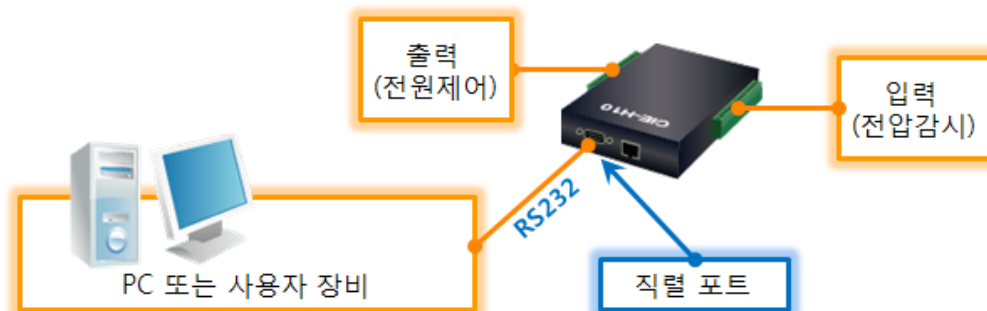 출력
(전원제어)
CIE-H10
입력
(전압감시)
RS232
PC 또는 사용자 장비
직렬 포트